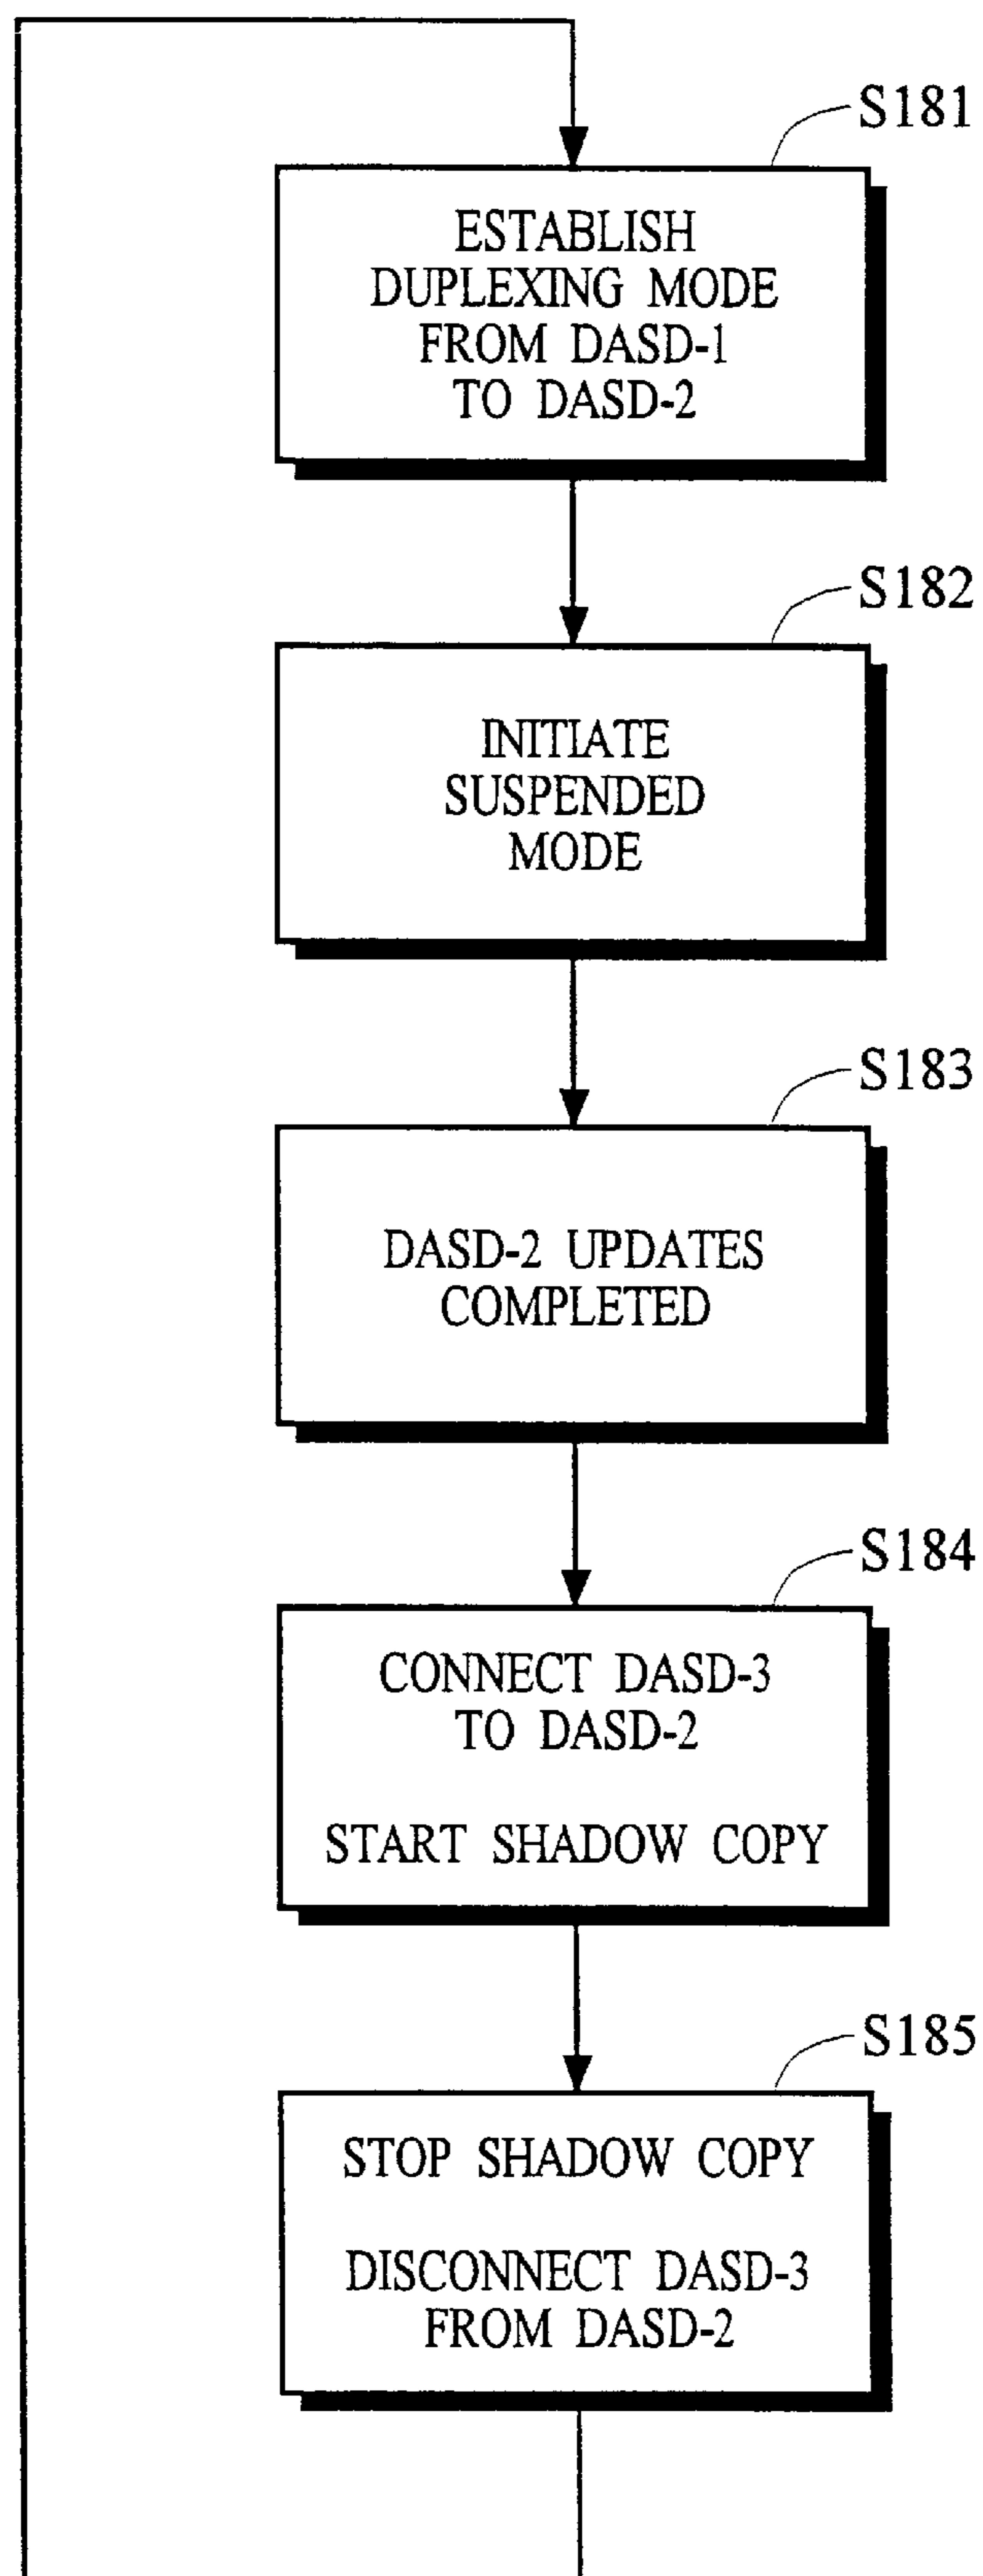 S181
ESTABLISH
DUPLEXING MODE
FROM DASD-1
TO DASD-2
S182
INITIATE
SUSPENDED
MODE
S183
DASD-2 UPDATES
COMPLETED
S184
CONNECT DASD-3
TO DASD-2
START SHADOW COPY
S185
STOP SHADOW COPY
DISCONNECT DASD-3
FROM DASD-2